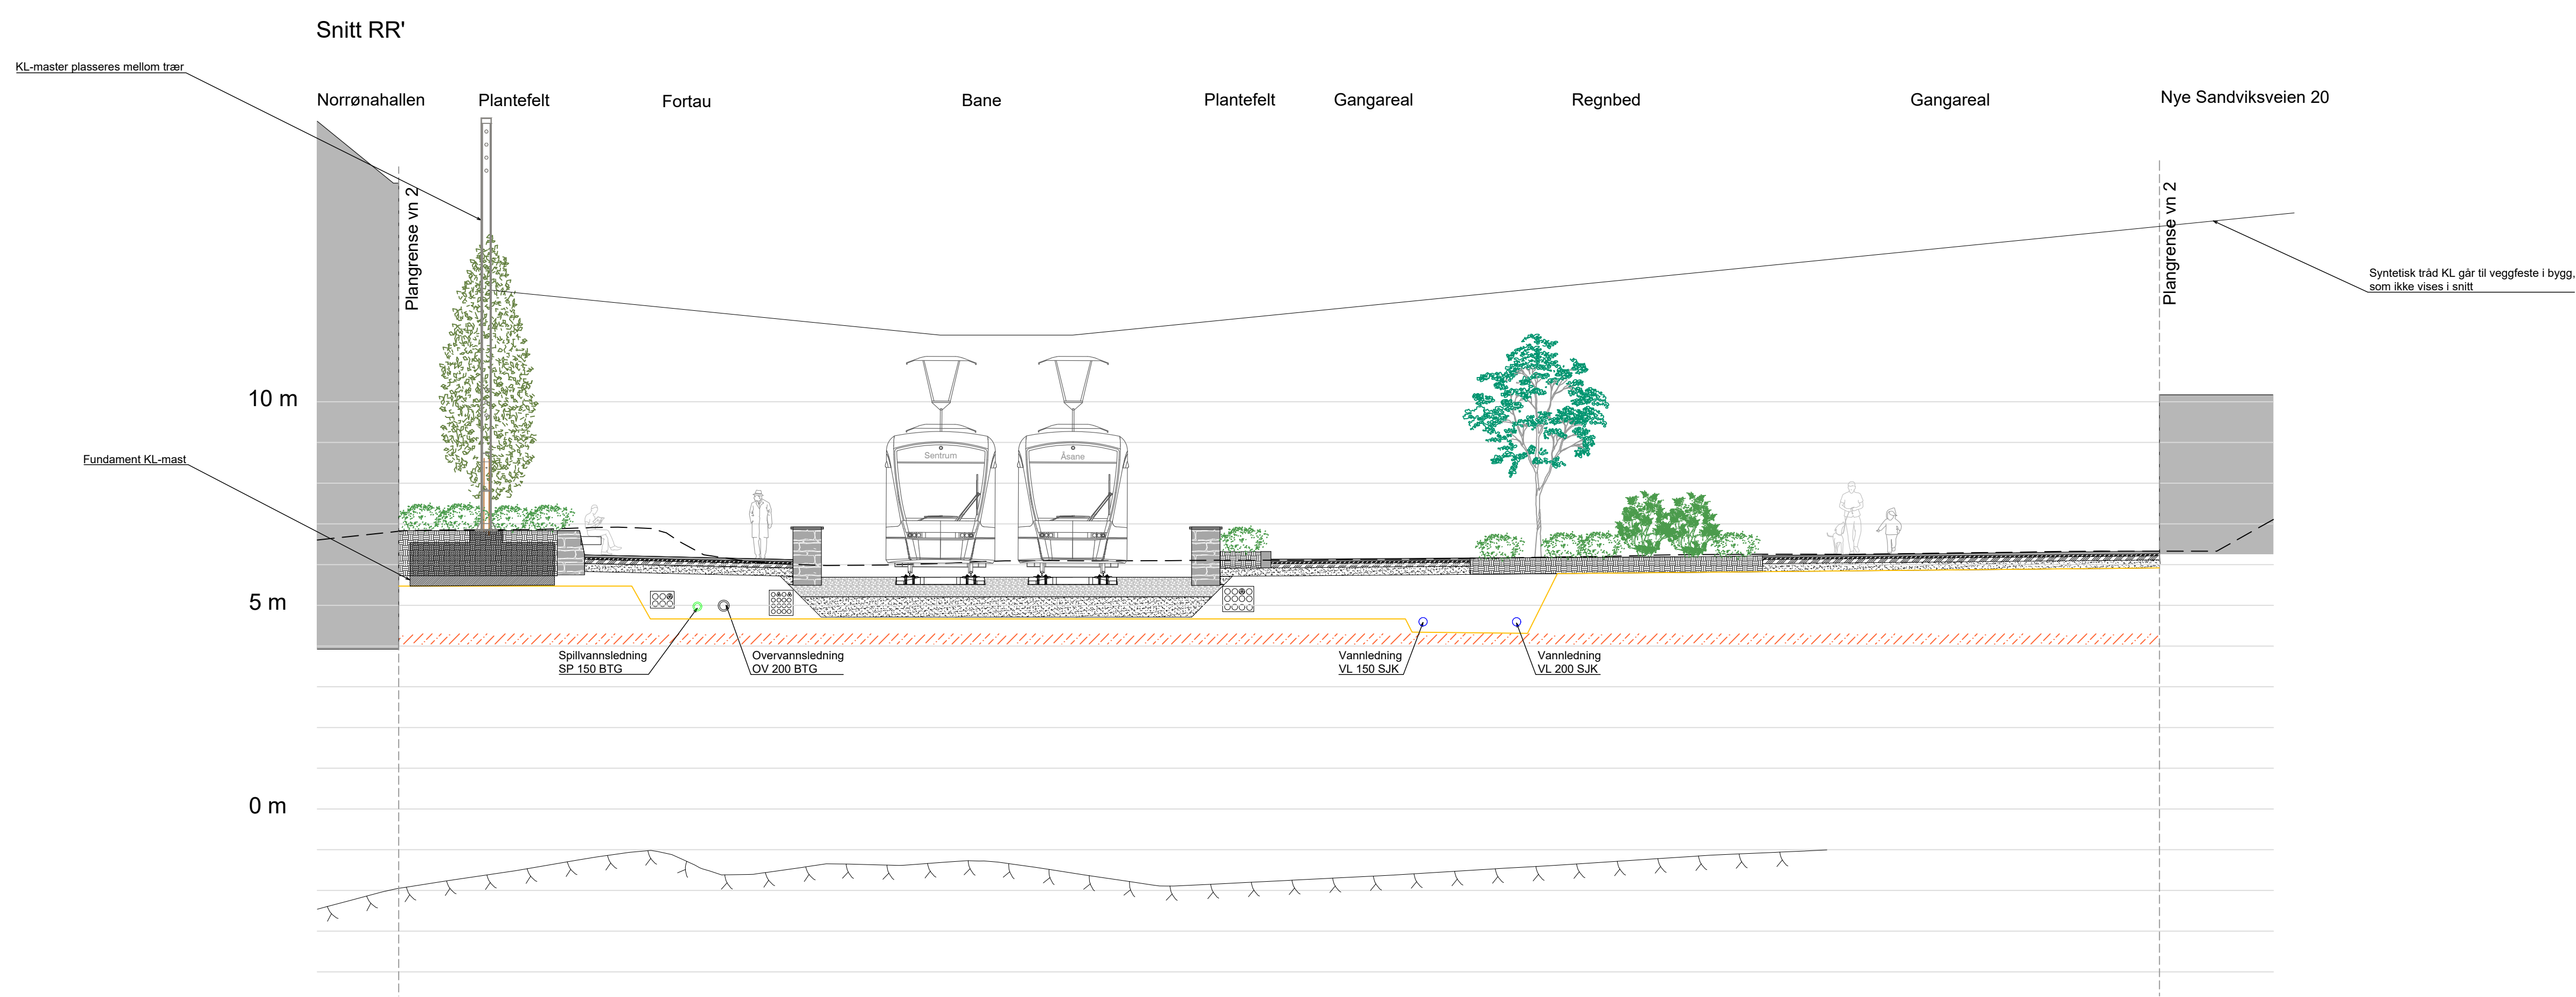 Snitt RR'
KL-master plasseres mellom trær
Norrønahallen
Plantefelt
Fortau
Bane
Plantefelt
Gangareal
Regnbed
Gangareal
Nye Sandviksveien 20
Plangrense vn 2
Plangrense vn 2
Syntetisk tråd KL går til veggfeste i bygg,
som ikke vises i snitt
10 m
Sentrum
Åsane
Fundament KL-mast
5 m
Spillvannsledning
SP 150 BTG
Overvannsledning
OV 200 BTG
Vannledning
VL 150 SJK
Vannledning
VL 200 SJK
0 m